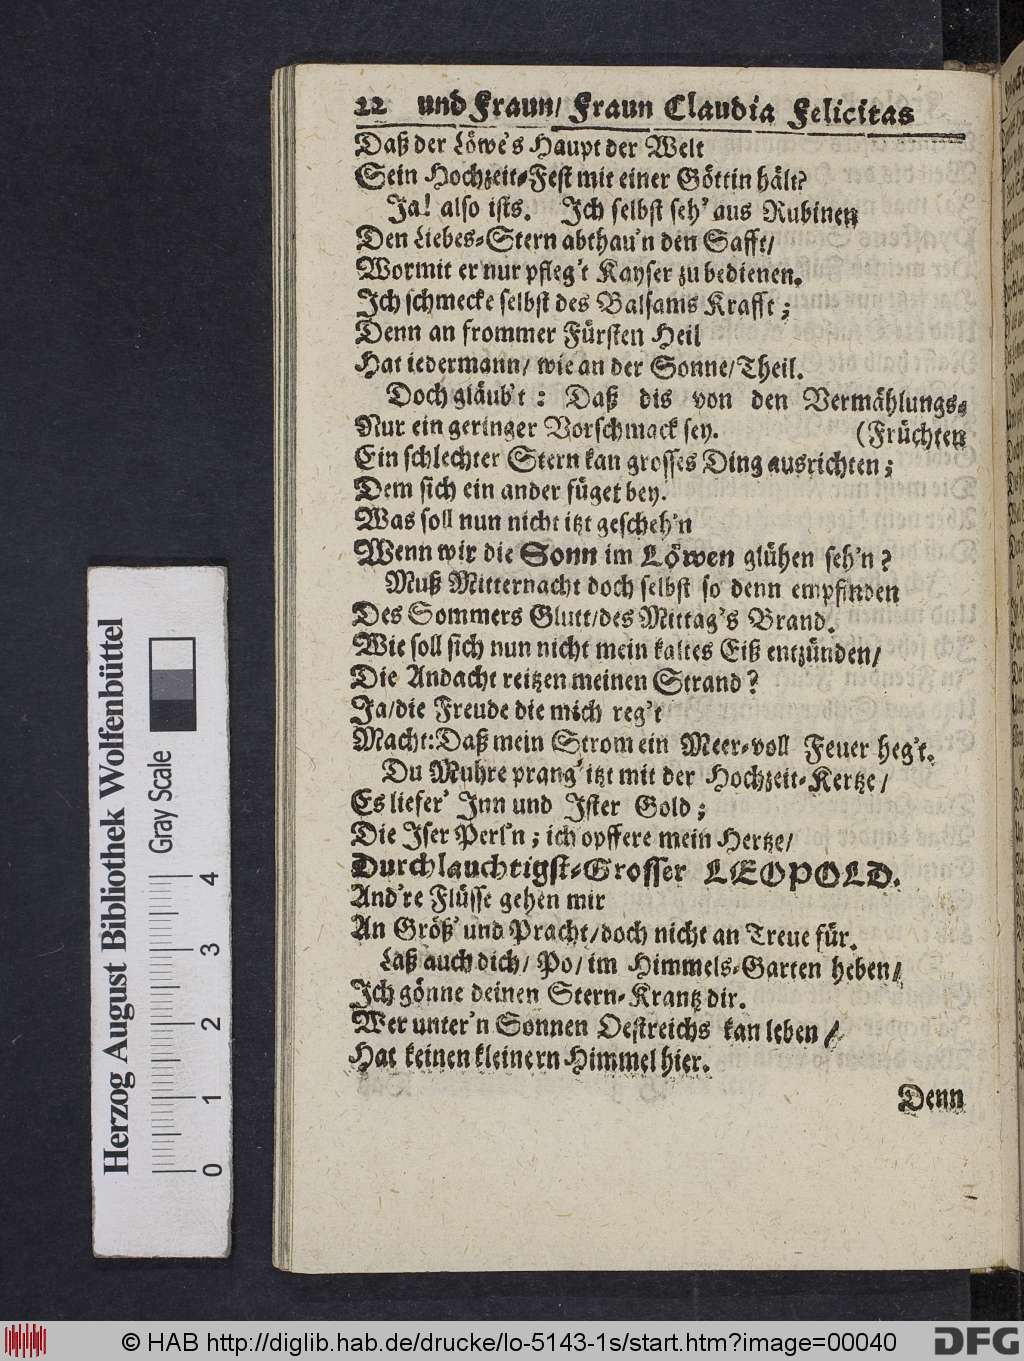 22 und Fraun/ Fraun Claudia Felicitas
Daß der Löwe's Haupt der Welt
Sein Hochzeit-Fest mit einer Göttin hält?
Ja! also ists. Ich selbst seh' aus Rubinen
Den Liebes-Stern abthau'n den Safft/
Wormit er nur pfleg't Kayser zu bedienen.
Ich schmecke selbst des Balsams Krafft;
Denn an frommer Fürsten Heil
Hat iedermann/ wie an der Sonne/ Theil.
Doch gläub't: Daß dis von den Vermählungs-
Nur ein geringer Vorschmack sey. (Früchten
Ein schlechter Stern kan grosses Ding ausrichten;
Dem sich ein ander füget bey.
Was soll nun nicht itzt gescheh'n
Wenn wir die Sonn im Löwen glühen seh'n?
Muß Mitternacht doch selbst so denn empfinden
Des Sommers Glutt/ des Mittag's Brand.
Wie soll sich nun nicht mein kaltes Eiß entzünden/
Die Andacht reitzen meinen Strand?
Ja/ die Freude die mich reg't
Macht: Daß mein Strom ein Meer-voll Feuer heg't.
Du Muhre prang' itzt mit der Hochzeit-Kertze/
Es liefer' Inn und Ister Gold;
Die Iser Perl'n; ich opffere mein Hertze/
Durchlauchtigst-Grosser LEOPOLD.
And're Flüsse gehen mir
An Größ' und Pracht/ doch nicht an Treue für.
Laß auch dich/ Po/ im Himmels-Garten heben/
Ich gönne deinen Stern-Krantz dir.
Wer unter'n Sonnen Oestreichs kan leben/
Hat keinen kleinern Himmel hier.
Denn
Herzog August Bibliothek Wolfenbüttel
Gray Scale
0 1 2 3 4
© HAB http://diglib.hab.de/drucke/lo-5143-1s/start.htm?image=00040
DFG